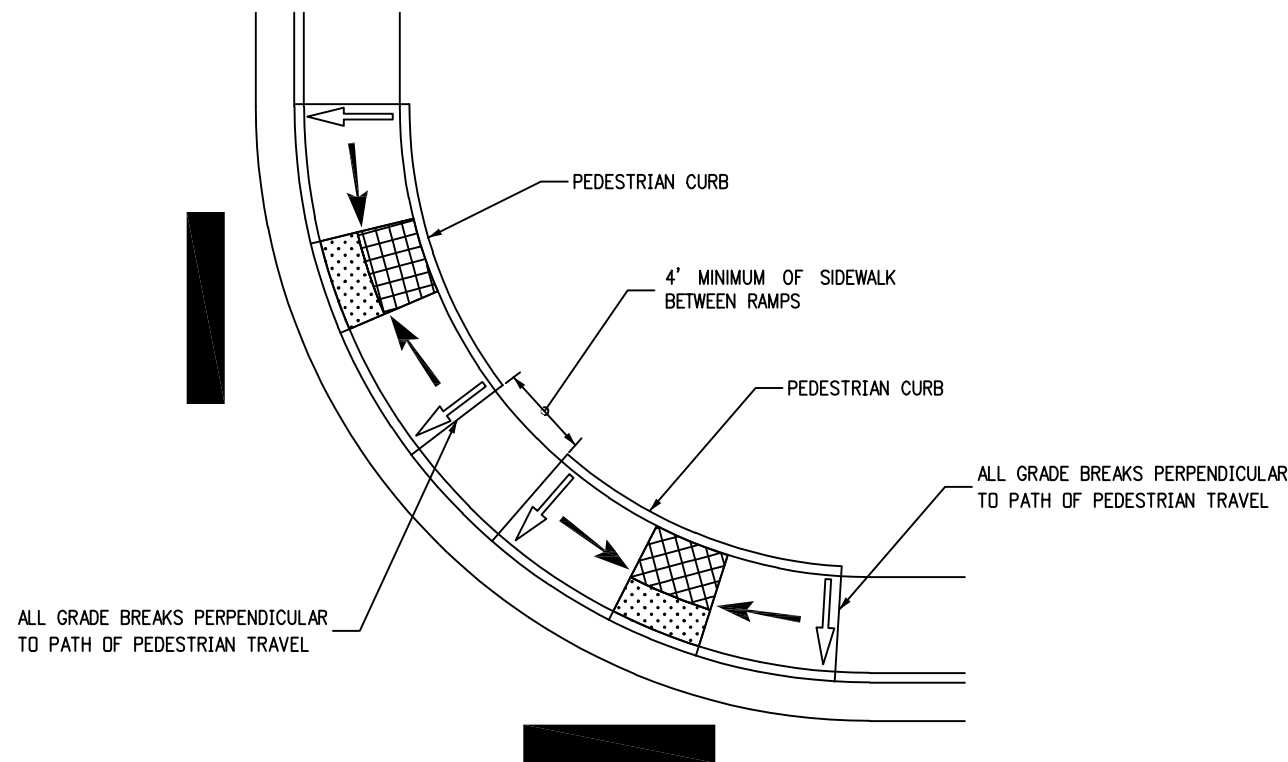 PEDESTRIAN CURB
4' MINIMUM OF SIDEWALK
BETWEEN RAMPS
PEDESTRIAN CURB
ALL GRADE BREAKS PERPENDICULAR
TO PATH OF PEDESTRIAN TRAVEL
ALL GRADE BREAKS PERPENDICULAR
TO PATH OF PEDESTRIAN TRAVEL